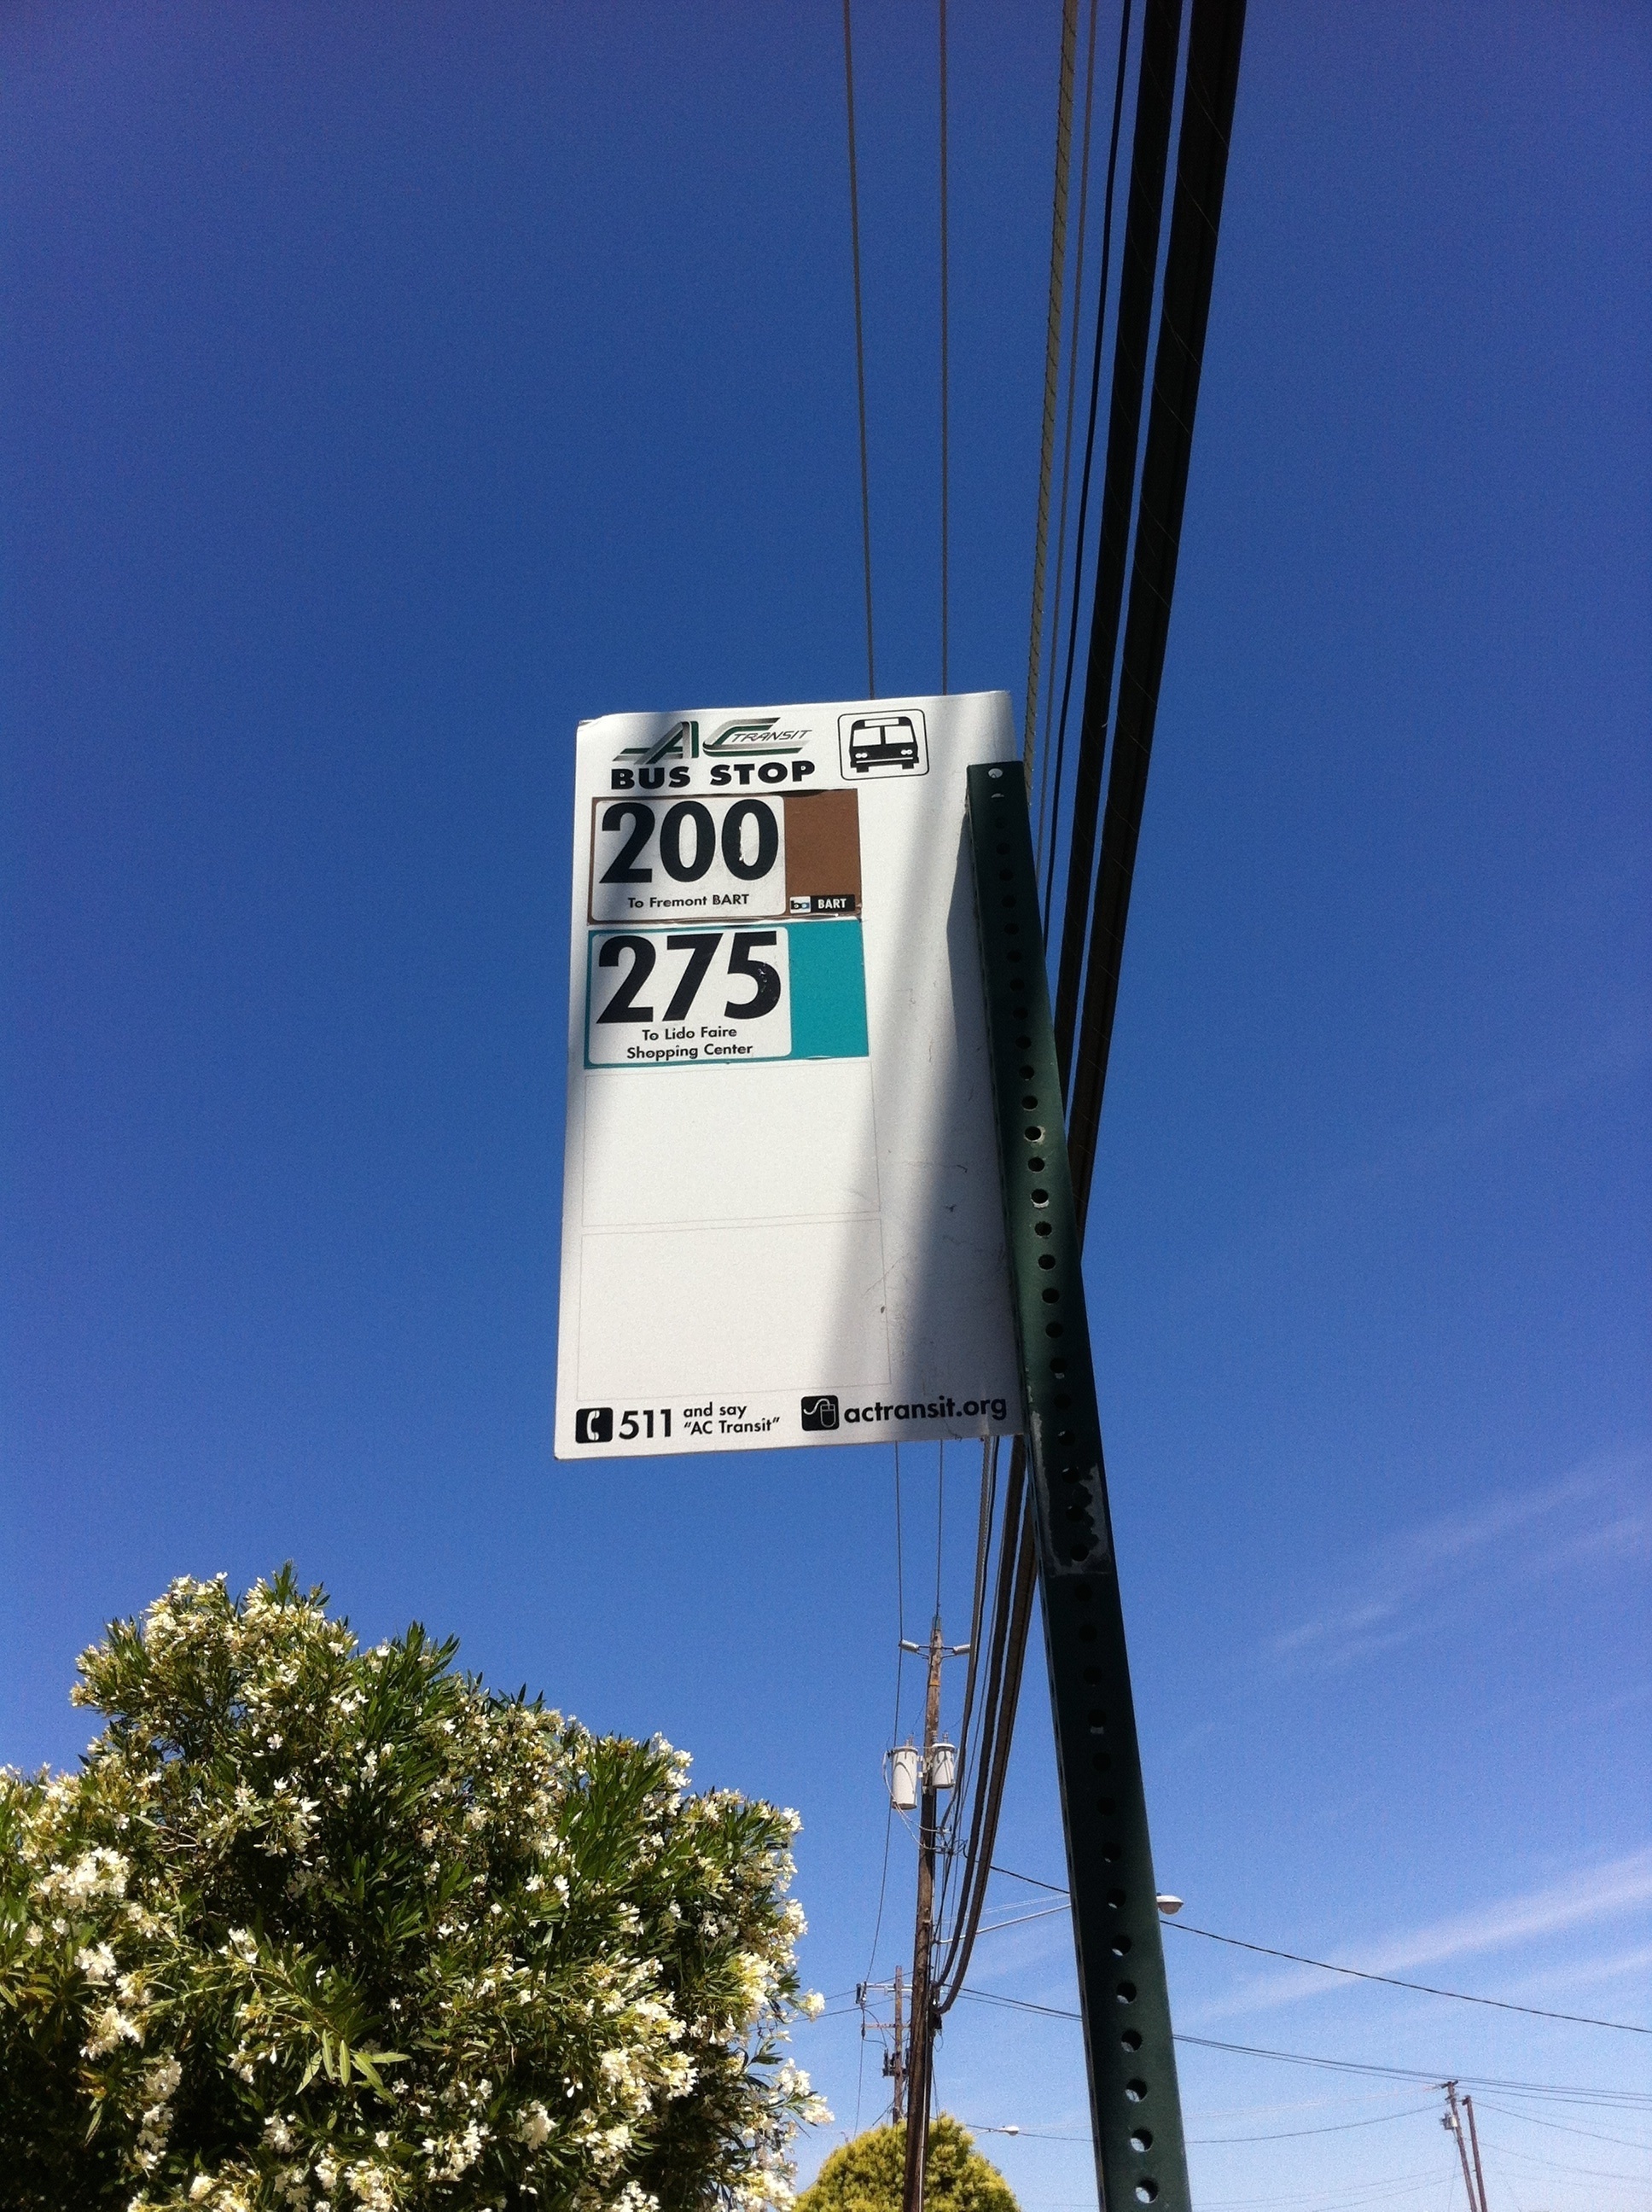 AC TRANSIT
BUS STOP
200
To Fremont BART
ba BART
275
To Lido Faire
Shopping Center
511 and say
"AC Transit"
actransit.org